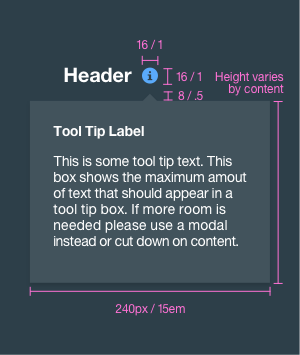 16 / 1
Header
i
16 / 1
Height varies
by content
8 / .5
Tool Tip Label
This is some tool tip text. This
box shows the maximum amout
of text that should appear in a
tool tip box. If more room is
needed please use a modal
instead or cut down on content.
240px / 15em